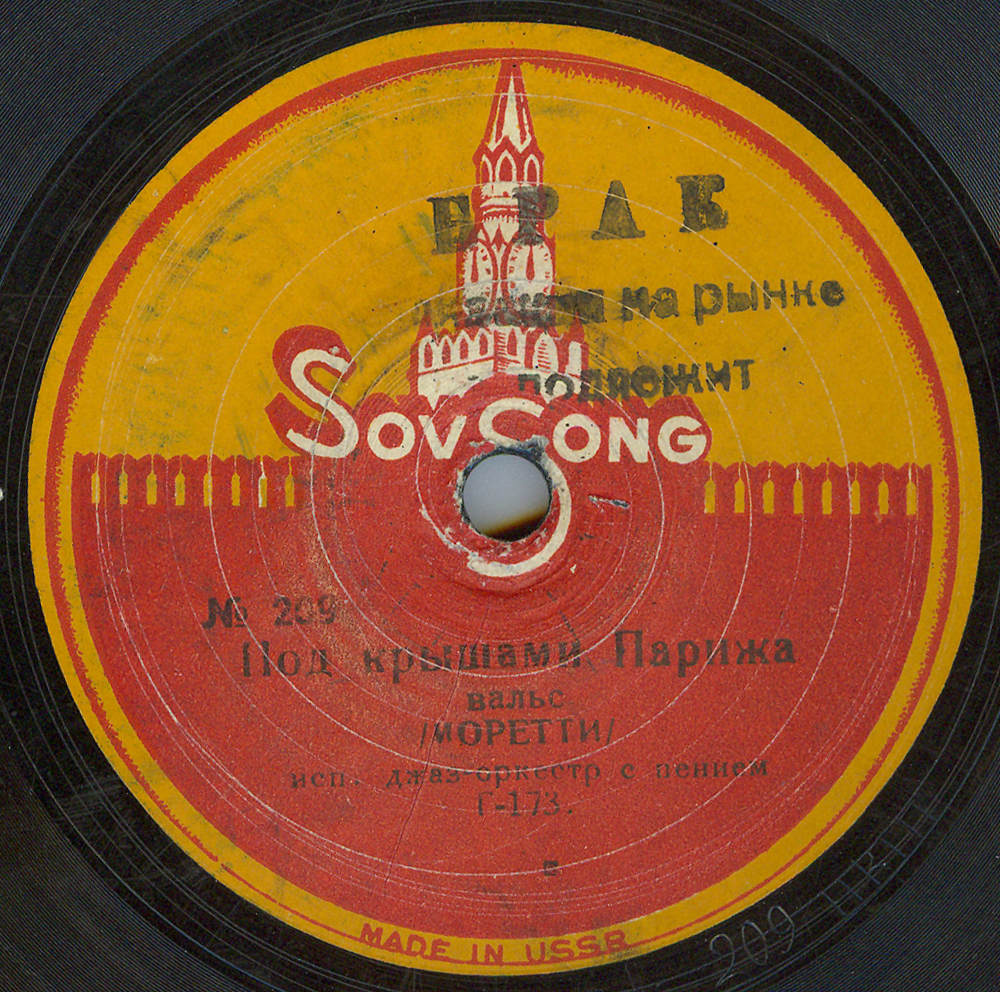 БРАК
на рынке
подлежит
SOVSONG
№ 209
Под крышами Парижа
вальс
/МОРЕТТИ/
исп. джаз-оркестр с пением
Г-173.
MADE IN USSR
209